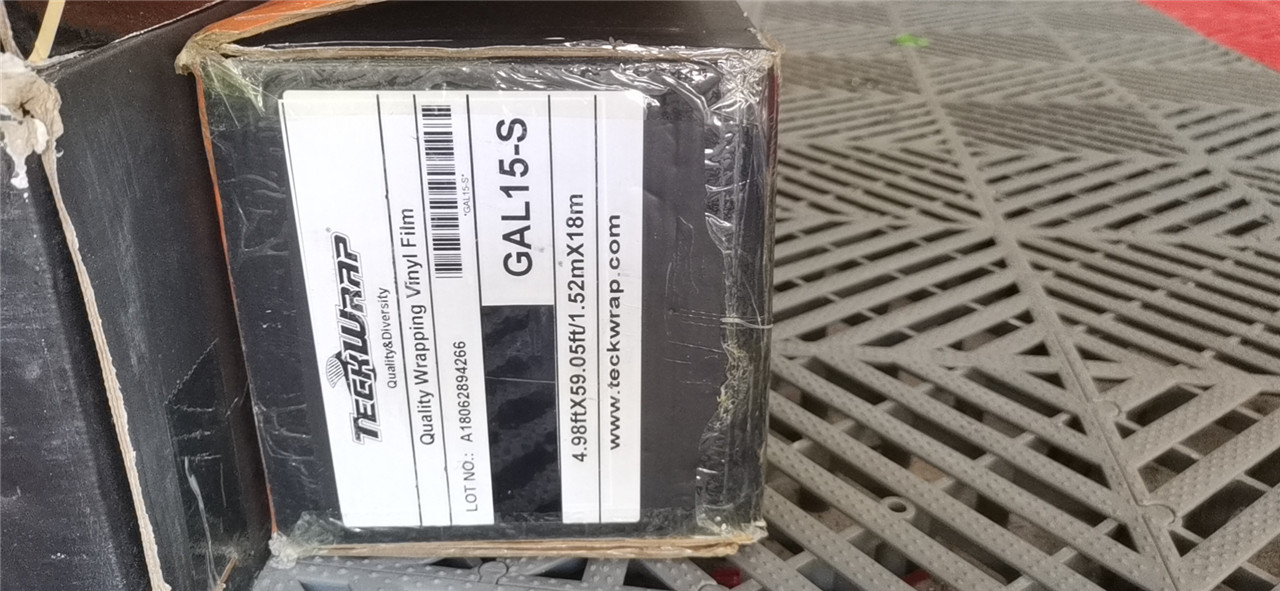 TECKWRAP
Quality&Diversity
Quality Wrapping Vinyl Film
LOT NO.: A18062894266
*GAL15-S*
GAL15-S
4.98ftX59.05ft/1.52mX18m
www.teckwrap.com